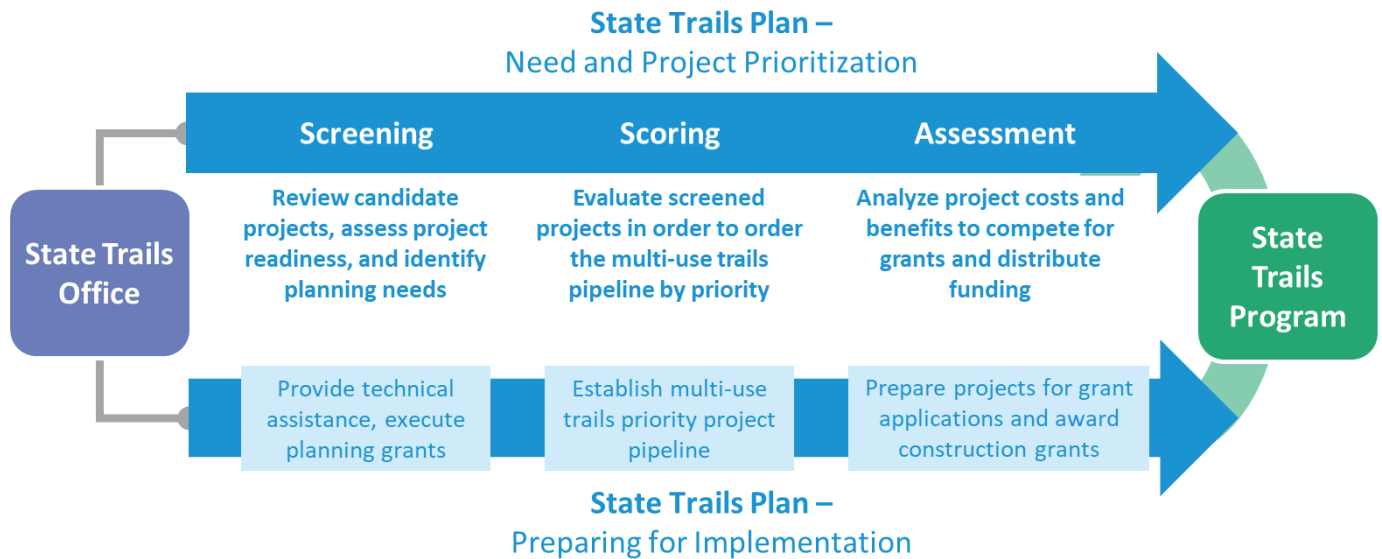 State Trails Plan –
Need and Project Prioritization
Screening
Scoring
Assessment
Review candidate
projects, assess project
readiness, and identify
planning needs
Evaluate screened
projects in order to order
the multi-use trails
pipeline by priority
Analyze project costs and
benefits to compete for
grants and distribute
funding
State Trails
Office
State
Trails
Program
Provide technical
assistance, execute
planning grants
Establish multi-use
trails priority project
pipeline
Prepare projects for grant
applications and award
construction grants
State Trails Plan –
Preparing for Implementation